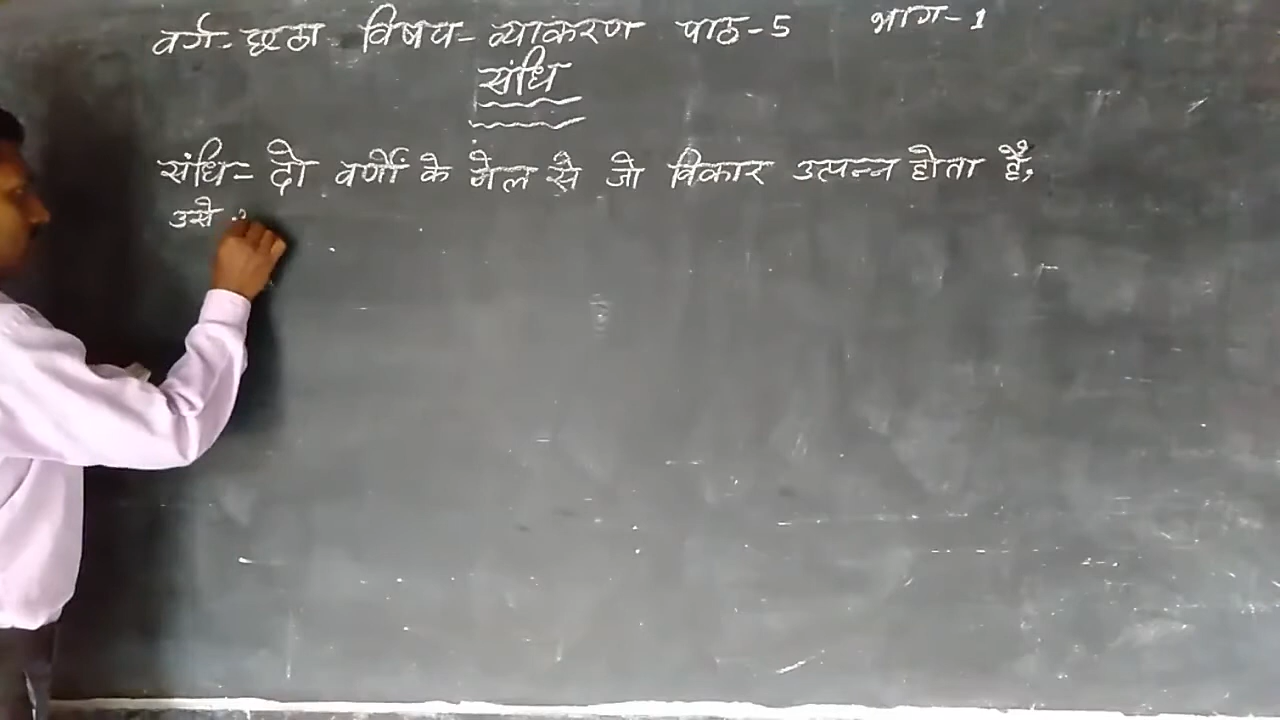 वर्ग- छठा विषय- व्याकरण पाठ-5 भाग-1
संधि
संधि= दो वर्णों के मेल से जो विकार उत्पन्न होता है,
उसे